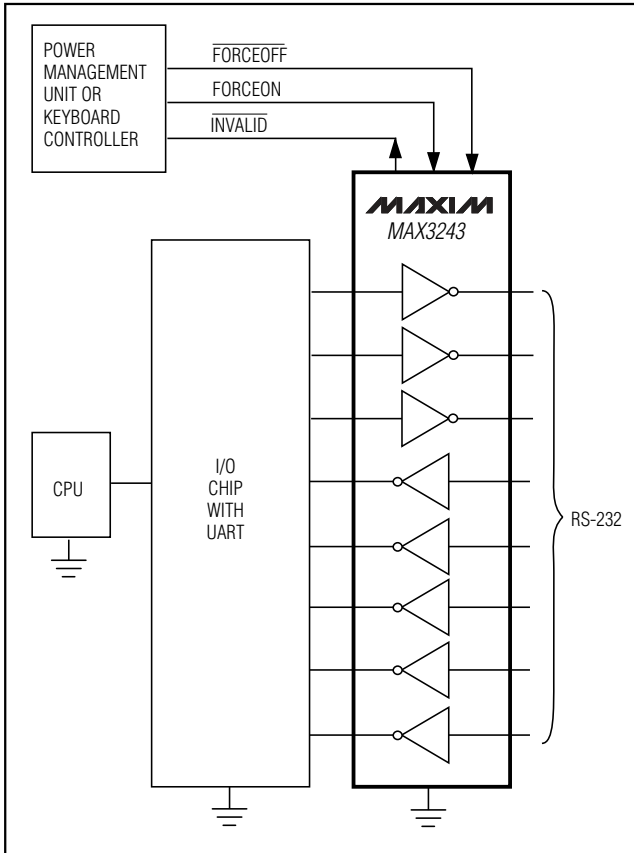 POWER
MANAGEMENT
UNIT OR
KEYBOARD
CONTROLLER
FORCEOFF
FORCEON
INVALID
MAXIM
MAX3243
CPU
I/O
CHIP
WITH
UART
RS-232